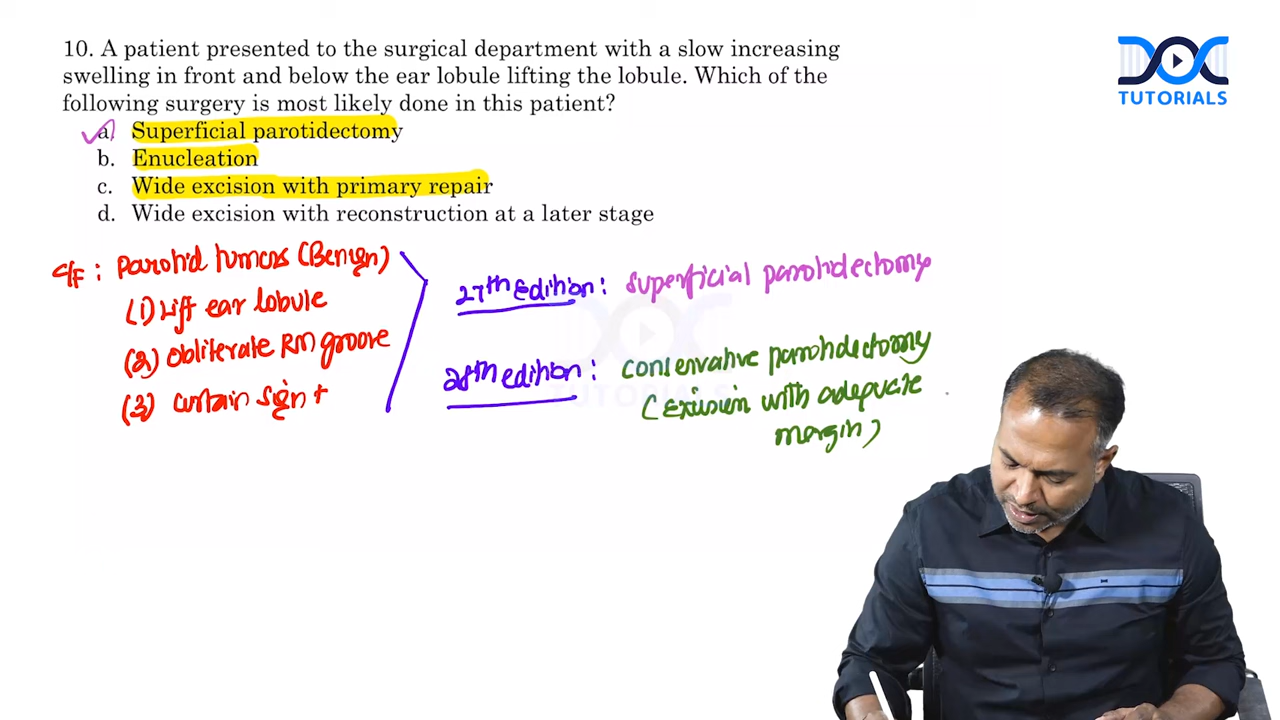 10. A patient presented to the surgical department with a slow increasing
swelling in front and below the ear lobule lifting the lobule. Which of the
following surgery is most likely done in this patient?
a. Superficial parotidectomy
b. Enucleation
c. Wide excision with primary repair
d. Wide excision with reconstruction at a later stage
DOC
TUTORIALS
C/F : Parotid tumors (Benign)
(1) Lift ear lobule
(2) Obliterate RM groove
(3) curtain sign +
27th Edition : superficial parotidectomy
28th edition : conservative parotidectomy
(Excision with adequate
margin)
TUTORIALS